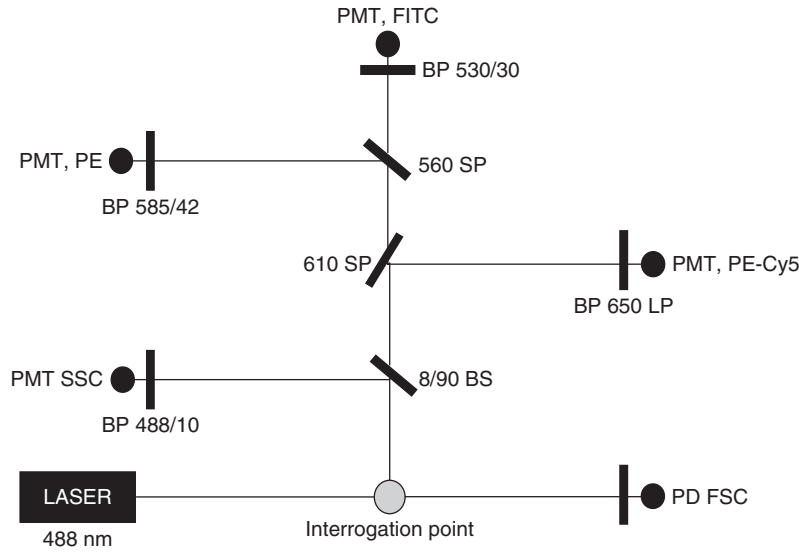 PMT, FITC
BP 530/30
PMT, PE
560 SP
BP 585/42
610 SP
PMT, PE-Cy5
BP 650 LP
PMT SSC
8/90 BS
BP 488/10
LASER
PD FSC
Interrogation point
488 nm